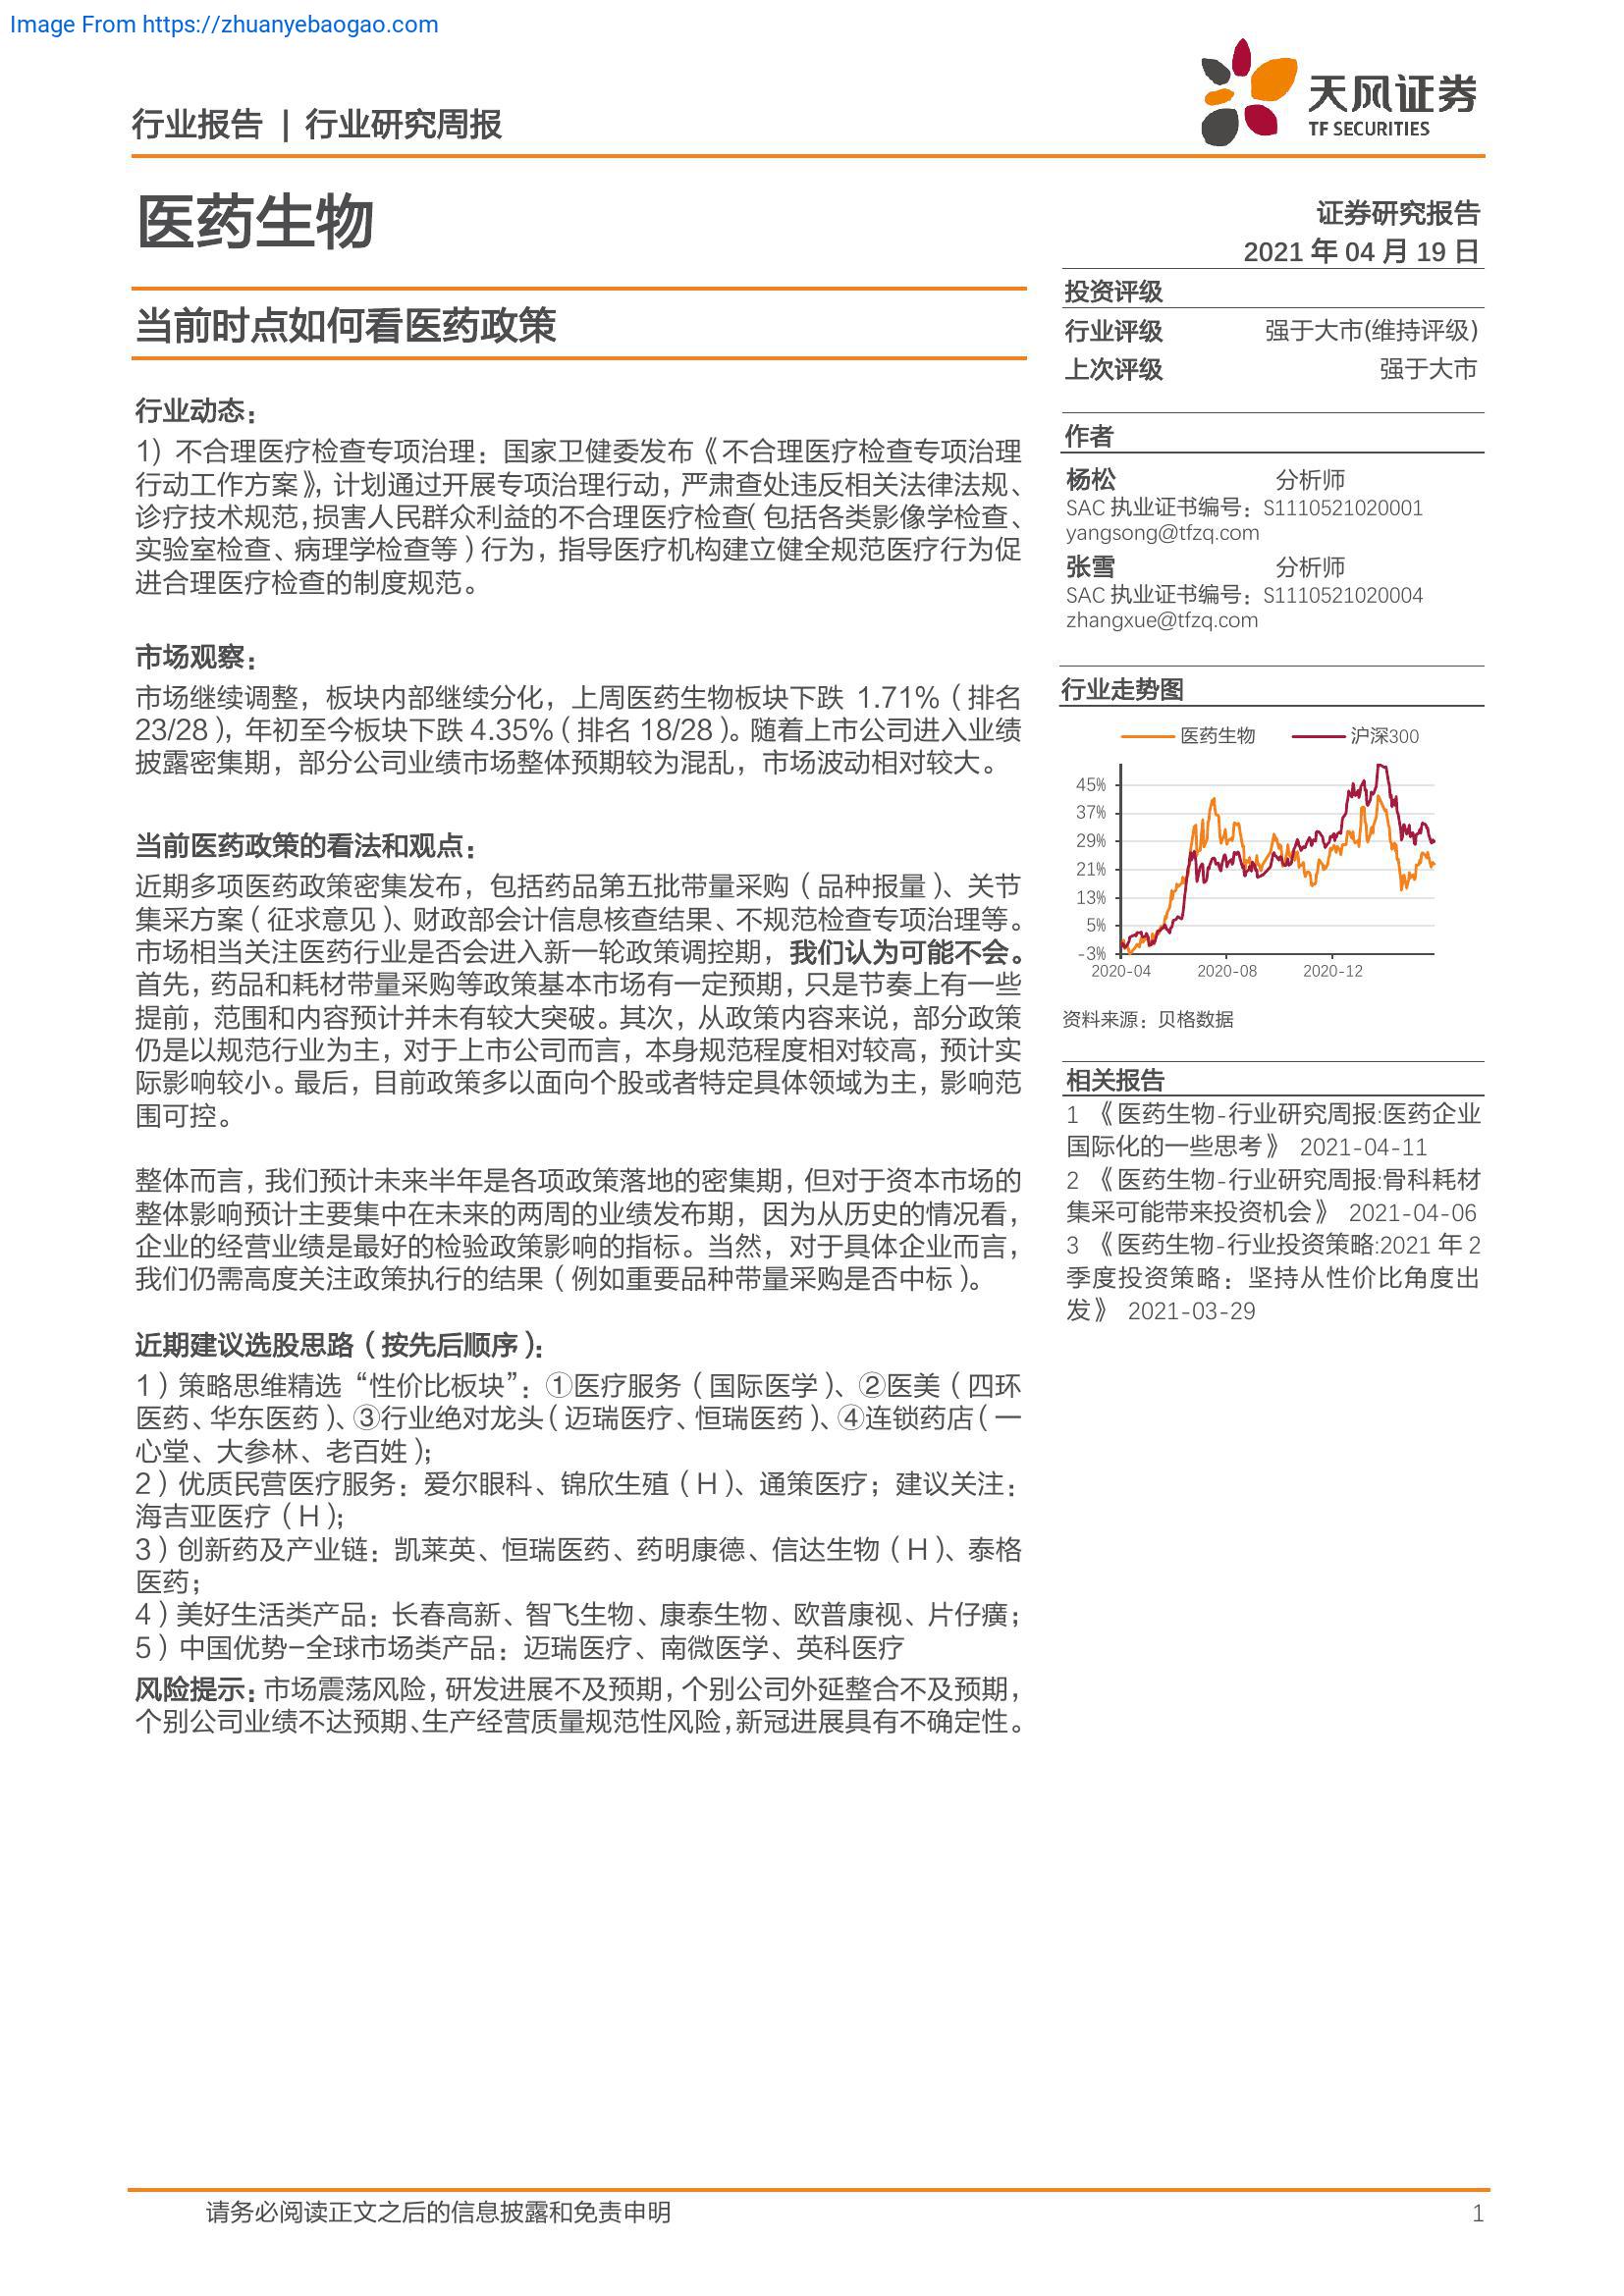 Image From https://zhuanyebaogao.com
行业报告 | 行业研究周报
天风证券
TF SECURITIES
医药生物
证券研究报告
2021 年 04 月 19 日
当前时点如何看医药政策
行业动态：
1) 不合理医疗检查专项治理：国家卫健委发布《不合理医疗检查专项治理
行动工作方案》，计划通过开展专项治理行动，严肃查处违反相关法律法规、
诊疗技术规范，损害人民群众利益的不合理医疗检查（包括各类影像学检查、
实验室检查、病理学检查等）行为，指导医疗机构建立健全规范医疗行为促
进合理医疗检查的制度规范。
市场观察：
市场继续调整，板块内部继续分化，上周医药生物板块下跌 1.71%（排名
23/28），年初至今板块下跌 4.35%（排名 18/28）。随着上市公司进入业绩
披露密集期，部分公司业绩市场整体预期较为混乱，市场波动相对较大。
当前医药政策的看法和观点：
近期多项医药政策密集发布，包括药品第五批带量采购（品种报量）、关节
集采方案（征求意见）、财政部会计信息核查结果、不规范检查专项治理等。
市场相当关注医药行业是否会进入新一轮政策调控期，我们认为可能不会。
首先，药品和耗材带量采购等政策基本市场有一定预期，只是节奏上有一些
提前，范围和内容预计并未有较大突破。其次，从政策内容来说，部分政策
仍是以规范行业为主，对于上市公司而言，本身规范程度相对较高，预计实
际影响较小。最后，目前政策多以面向个股或者特定具体领域为主，影响范
围可控。
整体而言，我们预计未来半年是各项政策落地的密集期，但对于资本市场的
整体影响预计主要集中在未来的两周的业绩发布期，因为从历史的情况看，
企业的经营业绩是最好的检验政策影响的指标。当然，对于具体企业而言，
我们仍需高度关注政策执行的结果（例如重要品种带量采购是否中标）。
近期建议选股思路（按先后顺序）：
1）策略思维精选“性价比板块”：①医疗服务（国际医学）、②医美（四环
医药、华东医药）、③行业绝对龙头（迈瑞医疗、恒瑞医药）、④连锁药店（一
心堂、大参林、老百姓）；
2）优质民营医疗服务：爱尔眼科、锦欣生殖（H）、通策医疗；建议关注：
海吉亚医疗（H）；
3）创新药及产业链：凯莱英、恒瑞医药、药明康德、信达生物（H）、泰格
医药；
4）美好生活类产品：长春高新、智飞生物、康泰生物、欧普康视、片仔癀；
5）中国优势-全球市场类产品：迈瑞医疗、南微医学、英科医疗
风险提示：市场震荡风险，研发进展不及预期，个别公司外延整合不及预期，
个别公司业绩不达预期、生产经营质量规范性风险，新冠进展具有不确定性。
投资评级
行业评级 强于大市(维持评级)
上次评级 强于大市
作者
杨松 分析师
SAC 执业证书编号：S1110521020001
yangsong@tfzq.com
张雪 分析师
SAC 执业证书编号：S1110521020004
zhangxue@tfzq.com
行业走势图
医药生物 沪深300
45%
37%
29%
21%
13%
5%
-3%
2020-04 2020-08 2020-12
资料来源：贝格数据
相关报告
1 《医药生物-行业研究周报:医药企业
国际化的一些思考》 2021-04-11
2 《医药生物-行业研究周报:骨科耗材
集采可能带来投资机会》 2021-04-06
3 《医药生物-行业投资策略:2021 年 2
季度投资策略：坚持从性价比角度出
发》 2021-03-29
请务必阅读正文之后的信息披露和免责申明 1